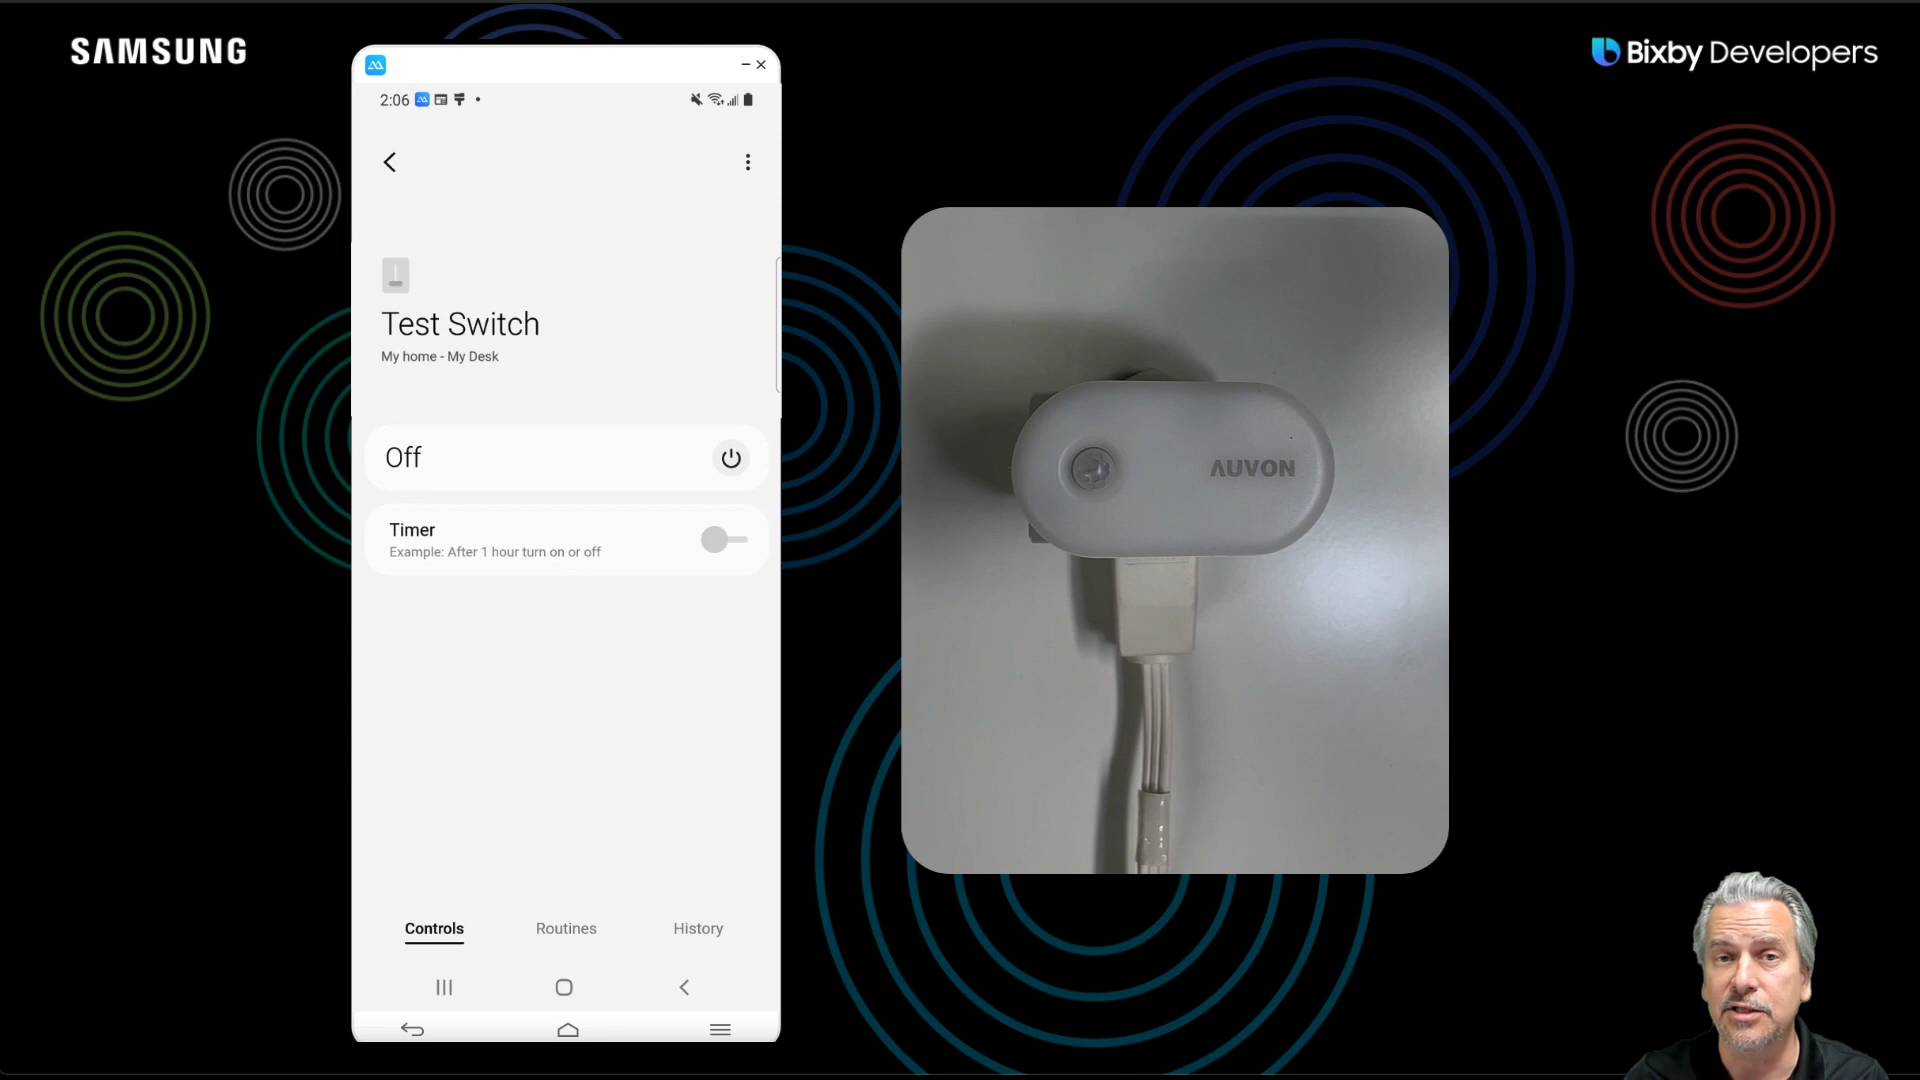 SAMSUNG
Bixby Developers
2:06
Test Switch
My home - My Desk
Off
Timer
Example: After 1 hour turn on or off
Controls
Routines
History
AUVON